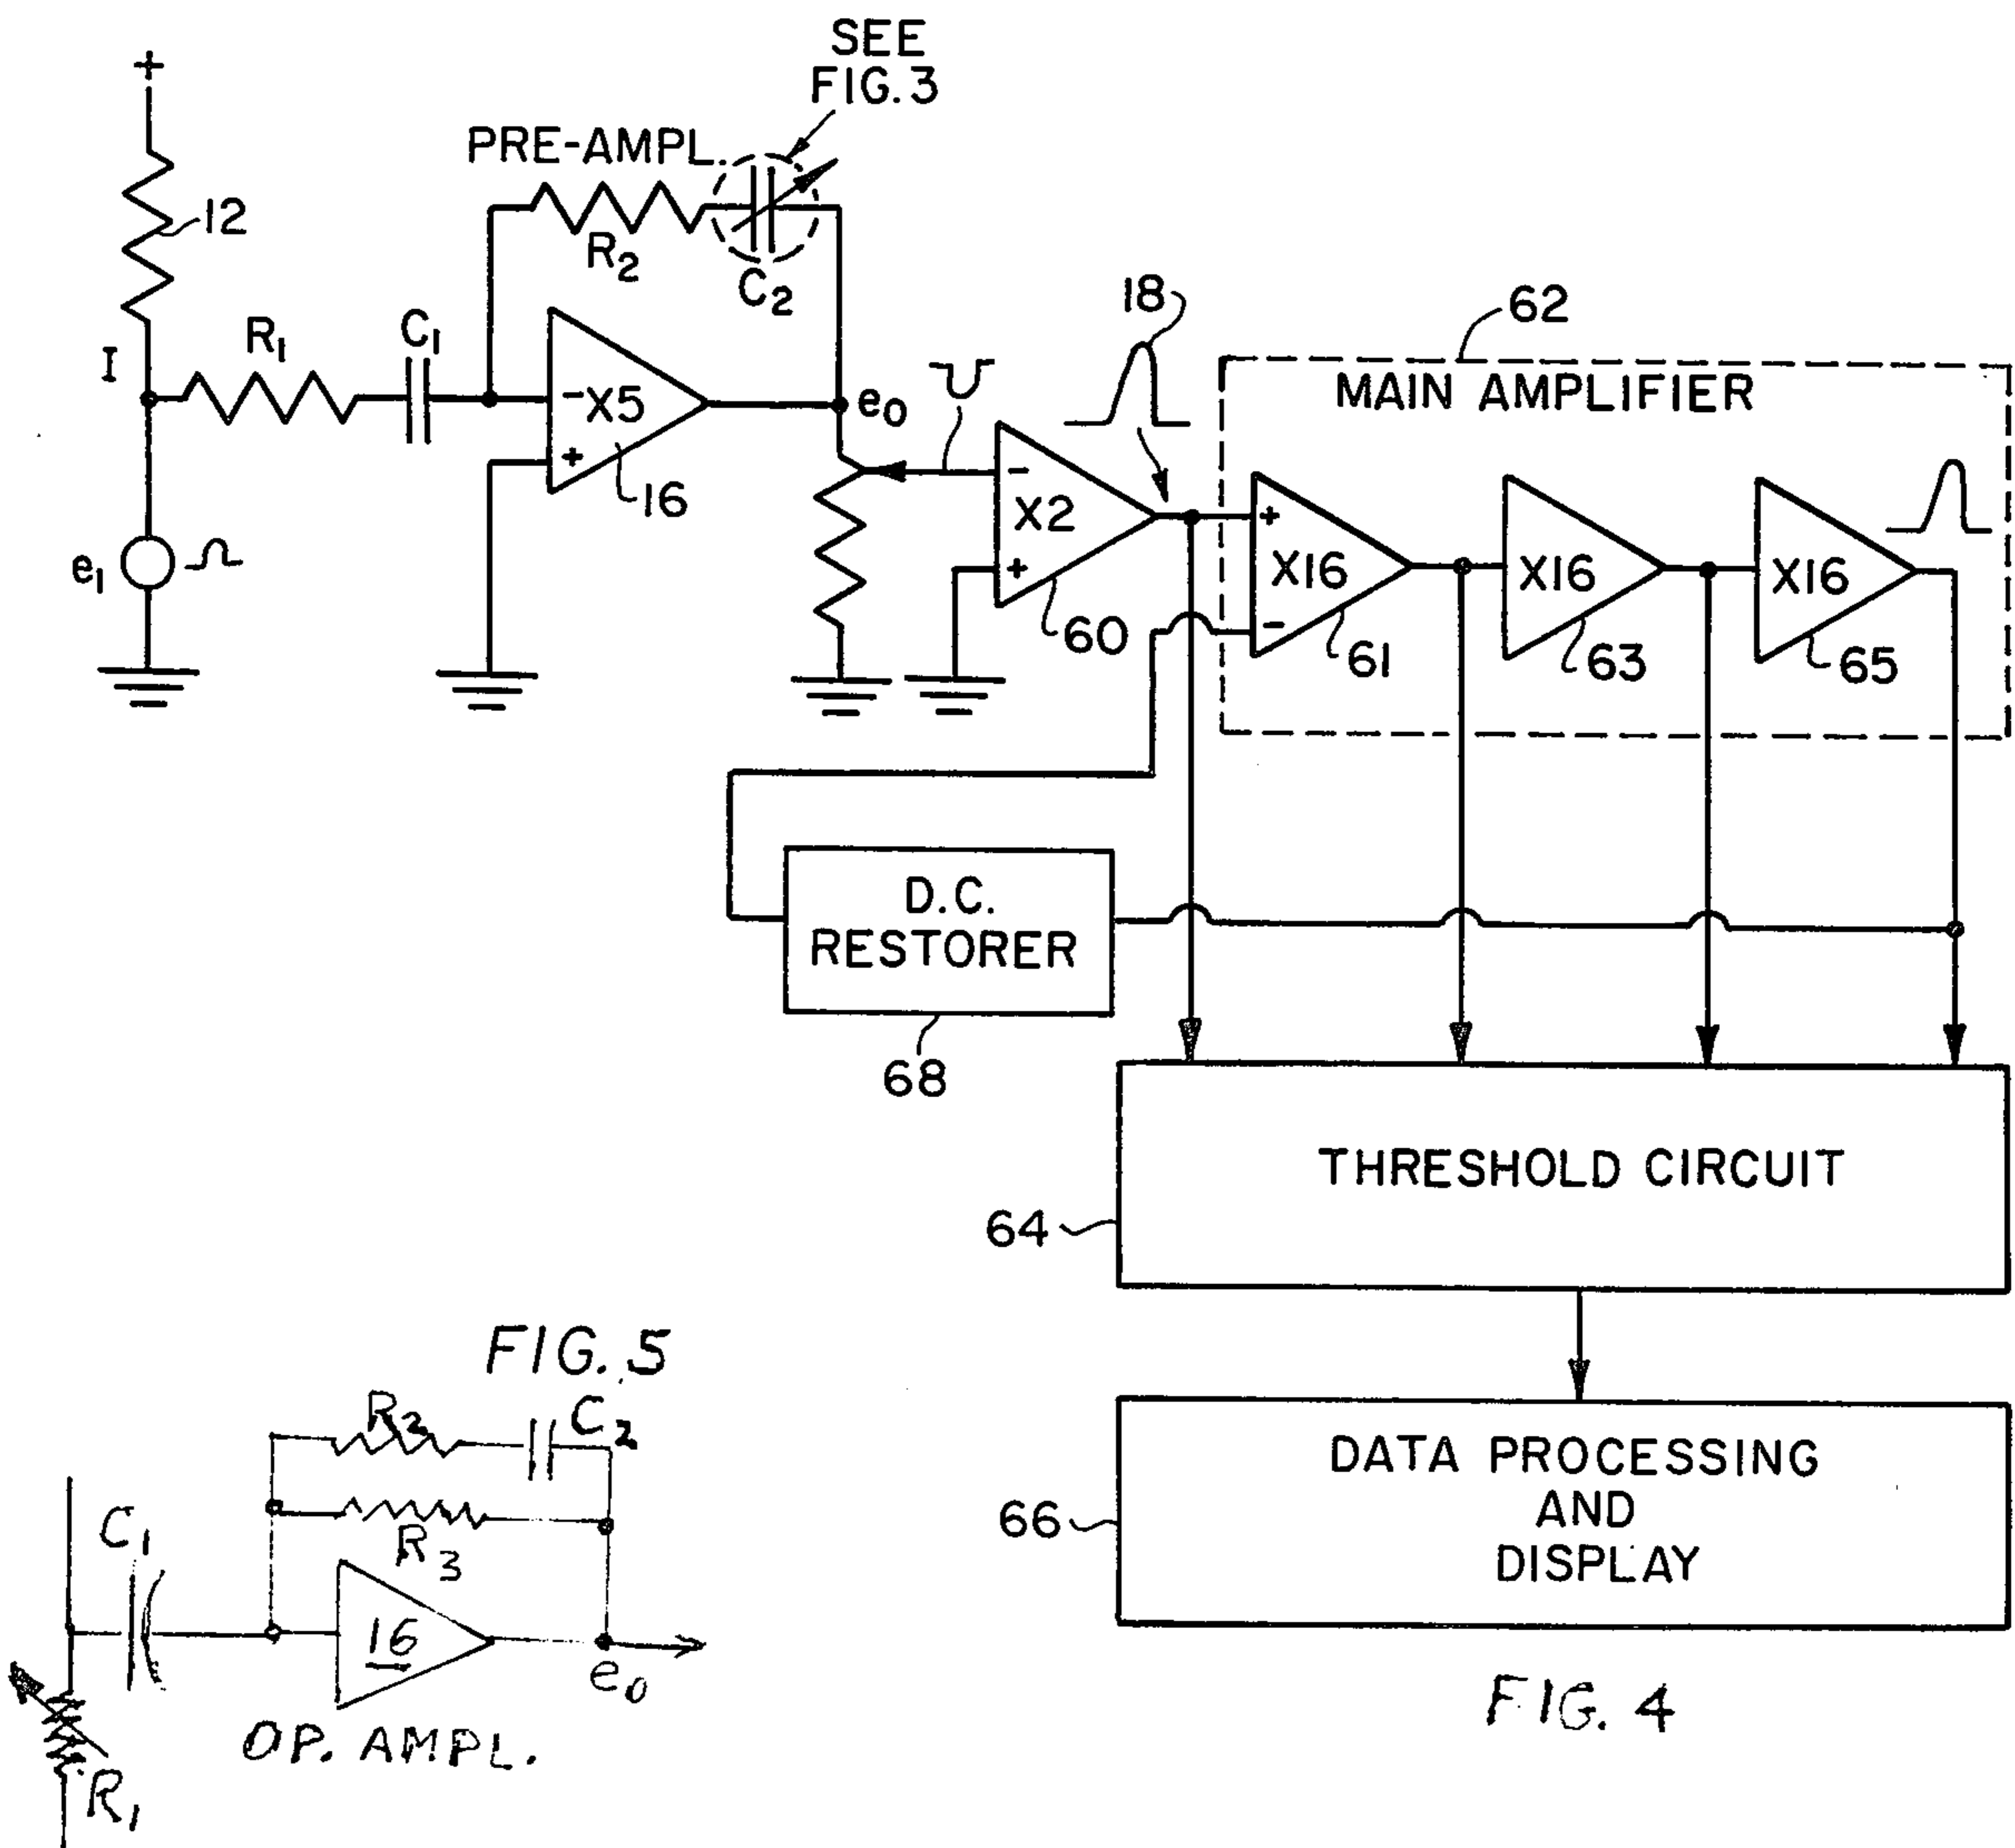 SEE
FIG. 3
+
PRE-AMPL.
12
R2
C2
18
62
MAIN AMPLIFIER
I
R1
C1
-
X5
+
16
e0
-
X2
+
60
+
X16
-
61
X16
63
X16
65
e1
D.C.
RESTORER
68
THRESHOLD CIRCUIT
64
DATA PROCESSING
AND
DISPLAY
66
FIG. 4
FIG. 5
R2
C2
R3
C1
16
e0
OP. AMPL.
R1